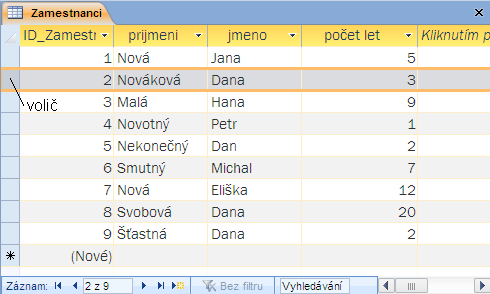 Zamestnanci
ID_Zamestr prijmeni jmeno počet let Kliknutím p
1 Nová Jana 5
2 Nováková Dana 3
volič
3 Malá Hana 9
4 Novotný Petr 1
5 Nekonečný Dan 2
6 Smutný Michal 7
7 Nová Eliška 12
8 Svobová Dana 20
9 Šťastná Dana 2
(Nové)
Záznam: 2 z 9 Bez filtru Vyhledávání